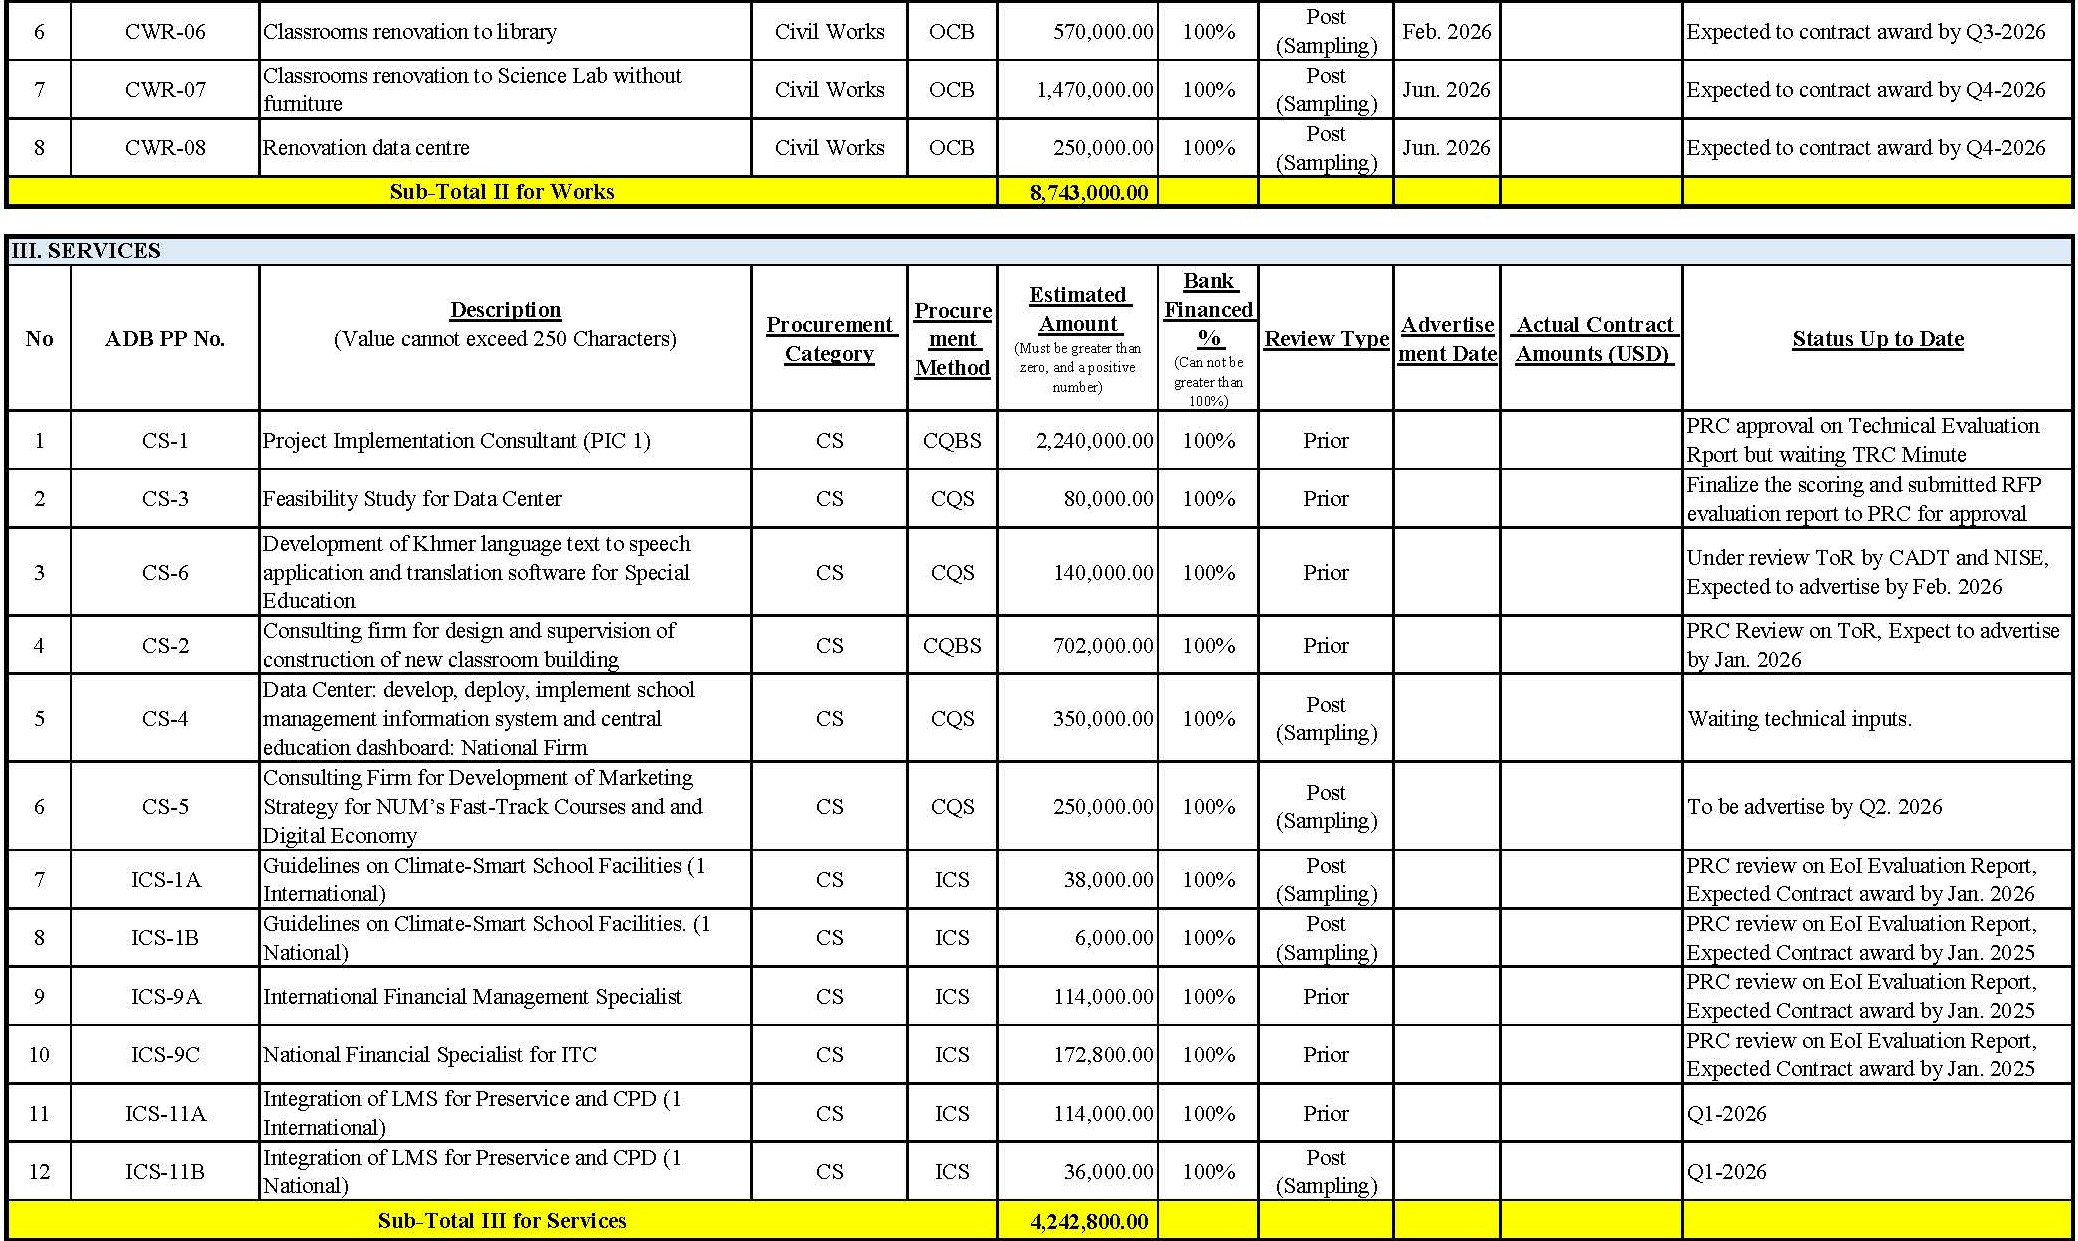 6 CWR-06 Classrooms renovation to library Civil Works OCB 570,000.00 100% Post (Sampling) Feb. 2026 Expected to contract award by Q3-2026
7 CWR-07 Classrooms renovation to Science Lab without furniture Civil Works OCB 1,470,000.00 100% Post (Sampling) Jun. 2026 Expected to contract award by Q4-2026
8 CWR-08 Renovation data centre Civil Works OCB 250,000.00 100% Post (Sampling) Jun. 2026 Expected to contract award by Q4-2026
Sub-Total II for Works 8,743,000.00
III. SERVICES
No ADB PP No. Description (Value cannot exceed 250 Characters) Procurement Category Procure ment Method Estimated Amount (Must be greater than zero, and a positive number) Bank Financed % (Can not be greater than 100%) Review Type Advertise ment Date Actual Contract Amounts (USD) Status Up to Date
1 CS-1 Project Implementation Consultant (PIC 1) CS CQBS 2,240,000.00 100% Prior PRC approval on Technical Evaluation Rport but waiting TRC Minute
2 CS-3 Feasibility Study for Data Center CS CQS 80,000.00 100% Prior Finalize the scoring and submitted RFP evaluation report to PRC for approval
3 CS-6 Development of Khmer language text to speech application and translation software for Special Education CS CQS 140,000.00 100% Prior Under review ToR by CADT and NISE, Expected to advertise by Feb. 2026
4 CS-2 Consulting firm for design and supervision of construction of new classroom building CS CQBS 702,000.00 100% Prior PRC Review on ToR, Expect to advertise by Jan. 2026
5 CS-4 Data Center: develop, deploy, implement school management information system and central education dashboard: National Firm CS CQS 350,000.00 100% Post (Sampling) Waiting technical inputs.
6 CS-5 Consulting Firm for Development of Marketing Strategy for NUM’s Fast-Track Courses and and Digital Economy CS CQS 250,000.00 100% Post (Sampling) To be advertise by Q2. 2026
7 ICS-1A Guidelines on Climate-Smart School Facilities (1 International) CS ICS 38,000.00 100% Post (Sampling) PRC review on EoI Evaluation Report, Expected Contract award by Jan. 2026
8 ICS-1B Guidelines on Climate-Smart School Facilities. (1 National) CS ICS 6,000.00 100% Post (Sampling) PRC review on EoI Evaluation Report, Expected Contract award by Jan. 2025
9 ICS-9A International Financial Management Specialist CS ICS 114,000.00 100% Prior PRC review on EoI Evaluation Report, Expected Contract award by Jan. 2025
10 ICS-9C National Financial Specialist for ITC CS ICS 172,800.00 100% Prior PRC review on EoI Evaluation Report, Expected Contract award by Jan. 2025
11 ICS-11A Integration of LMS for Preservice and CPD (1 International) CS ICS 114,000.00 100% Prior Q1-2026
12 ICS-11B Integration of LMS for Preservice and CPD (1 National) CS ICS 36,000.00 100% Post (Sampling) Q1-2026
Sub-Total III for Services 4,242,800.00